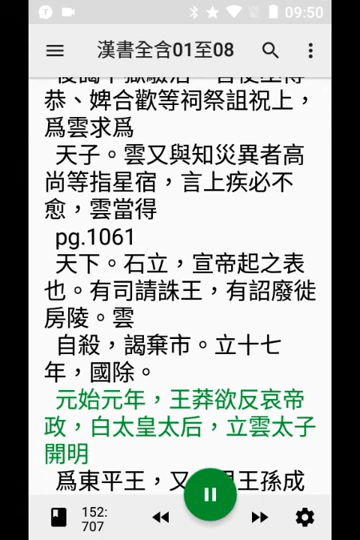 09:50
漢書全含01至08
恭、婢合歡等祠祭詛祝上，
爲雲求爲
天子。雲又與知災異者高
尚等指星宿，言上疾必不
愈，雲當得
pg.1061
天下。石立，宣帝起之表
也。有司請誅王，有詔廢徙
房陵。雲
自殺，謁棄市。立十七
年，國除。
元始元年，王莽欲反哀帝
政，白太皇太后，立雲太子
開明
爲東平王，又
王孫成
152:
707